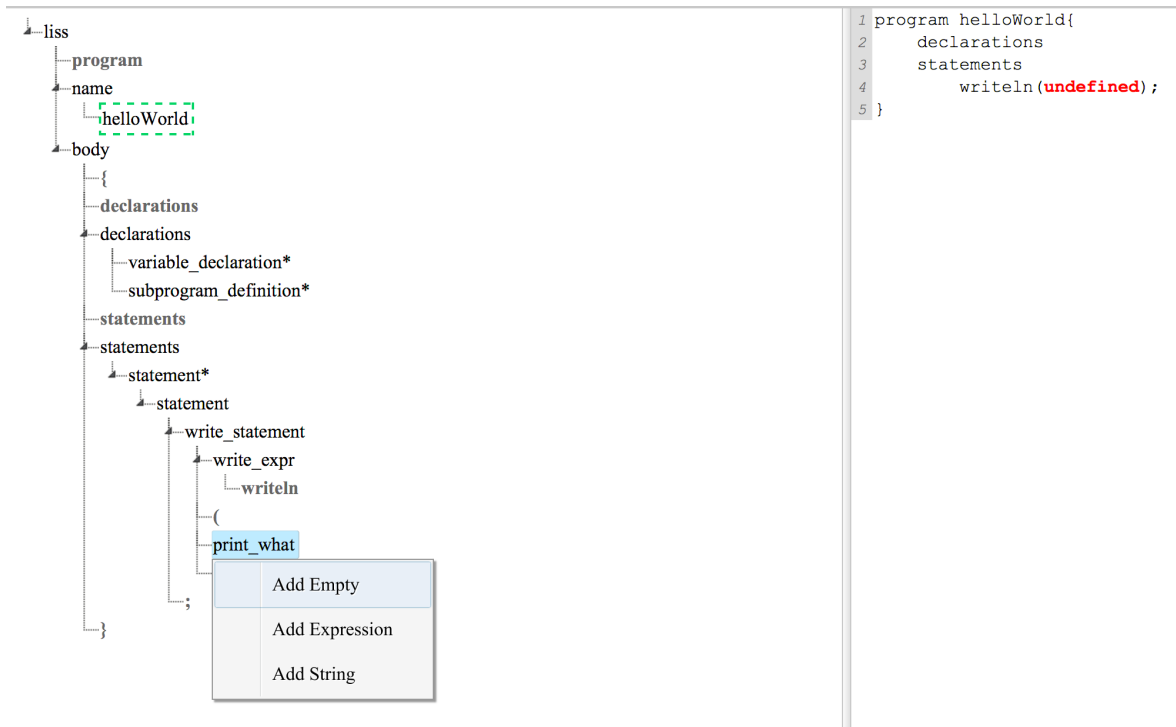 liss
program
name
helloWorld
body
{
declarations
declarations
variable_declaration*
subprogram_definition*
statements
statements
statement*
statement
write_statement
write_expr
writeln
(
print_what
Add Empty
Add Expression
Add String
;
}
1 program helloWorld{
2 declarations
3 statements
4 writeln(undefined);
5 }